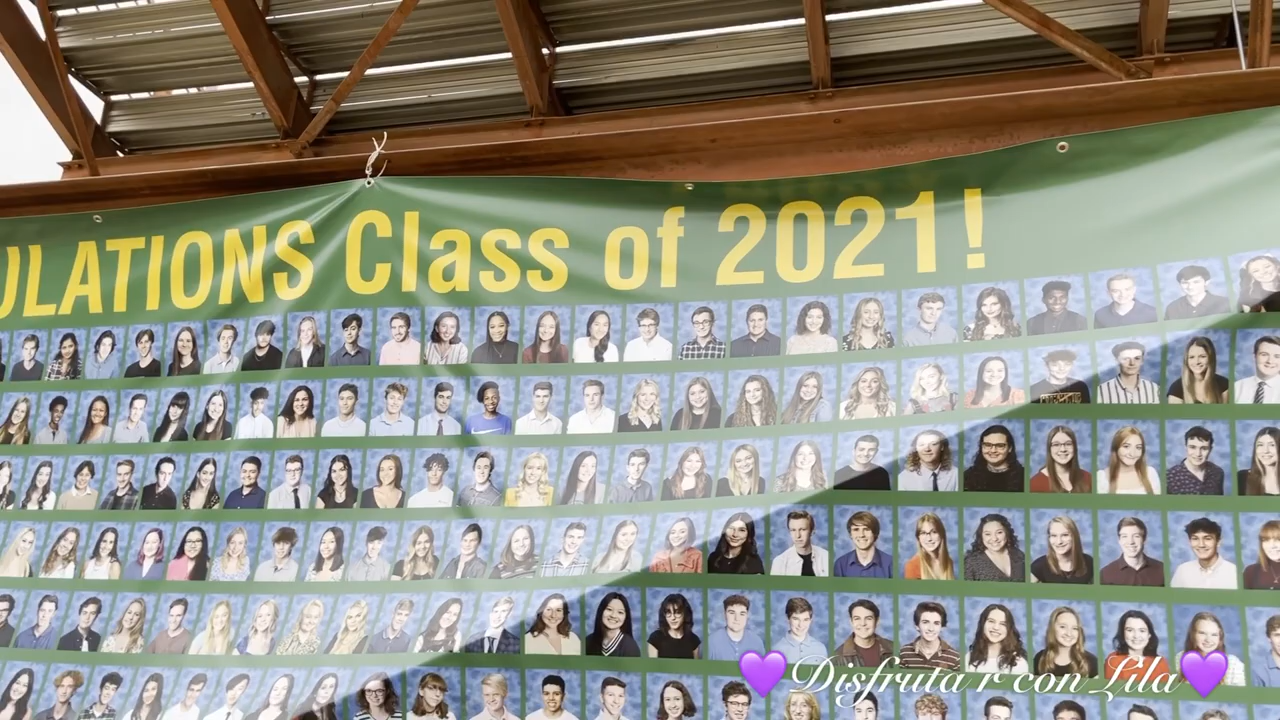 ULATIONS Class of 2021!
💜Disfruta r con Lila💜